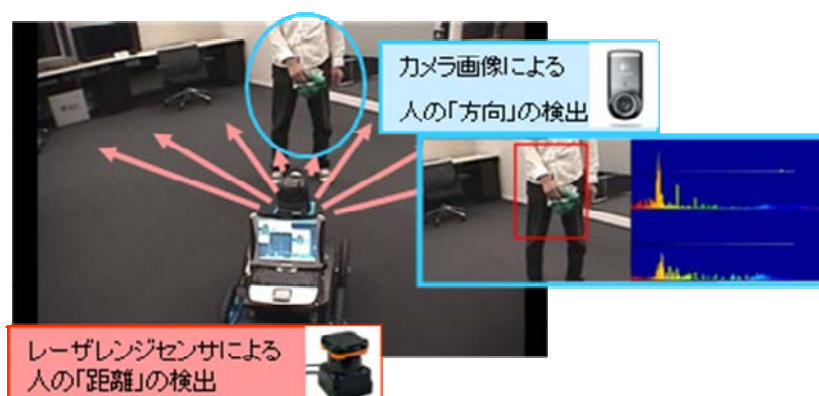 カメラ画像による
人の「方向」の検出
レーザレンジセンサによる
人の「距離」の検出